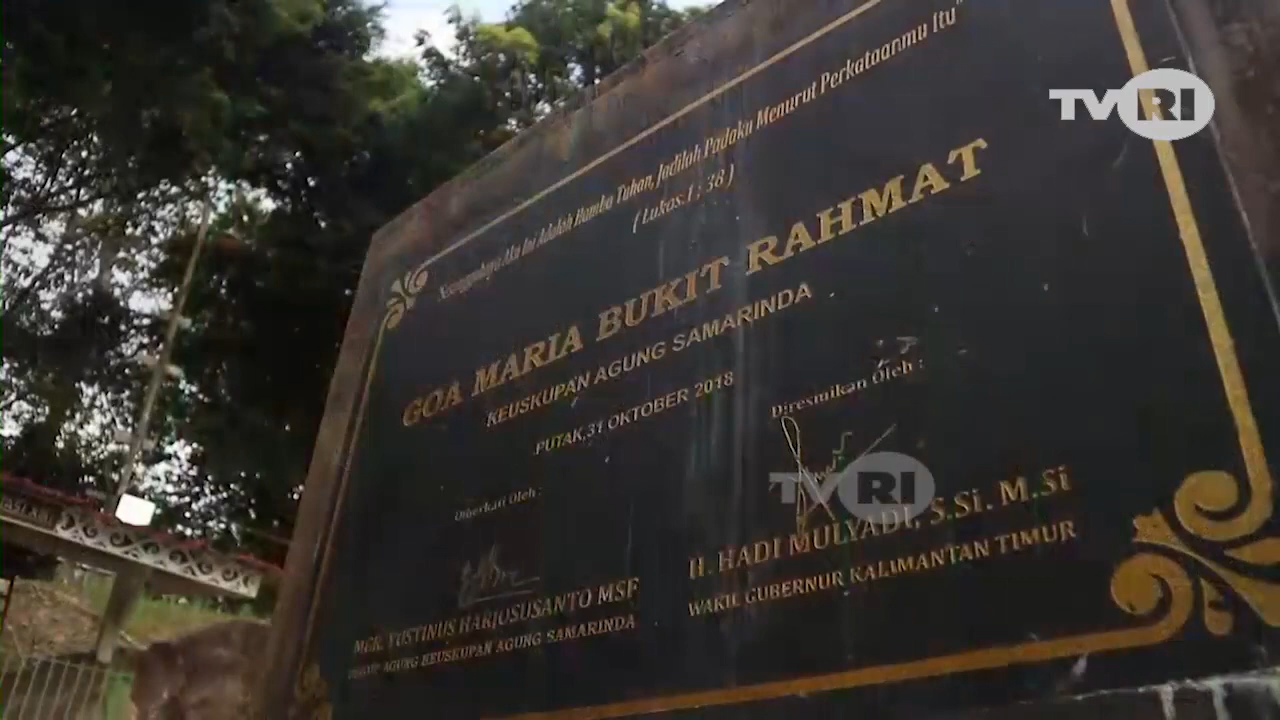 TVRI
Sesungguhnya Aku Ini Adalah Hamba Tuhan, Jadilah Padaku Menurut Perkataanmu Itu"
( Lukas.1 ; 38 )
GOA MARIA BUKIT RAHMAT
KEUSKUPAN AGUNG SAMARINDA
PUTAK,31 OKTOBER 2018
Diberkati Oleh :
Diresmikan Oleh :
TVRI
MGR. YUSTINUS HARJOSUSANTO MSF
USKUP AGUNG KEUSKUPAN AGUNG SAMARINDA
H. HADI MULYADI, S.Si. M.Si
WAKIL GUBERNUR KALIMANTAN TIMUR